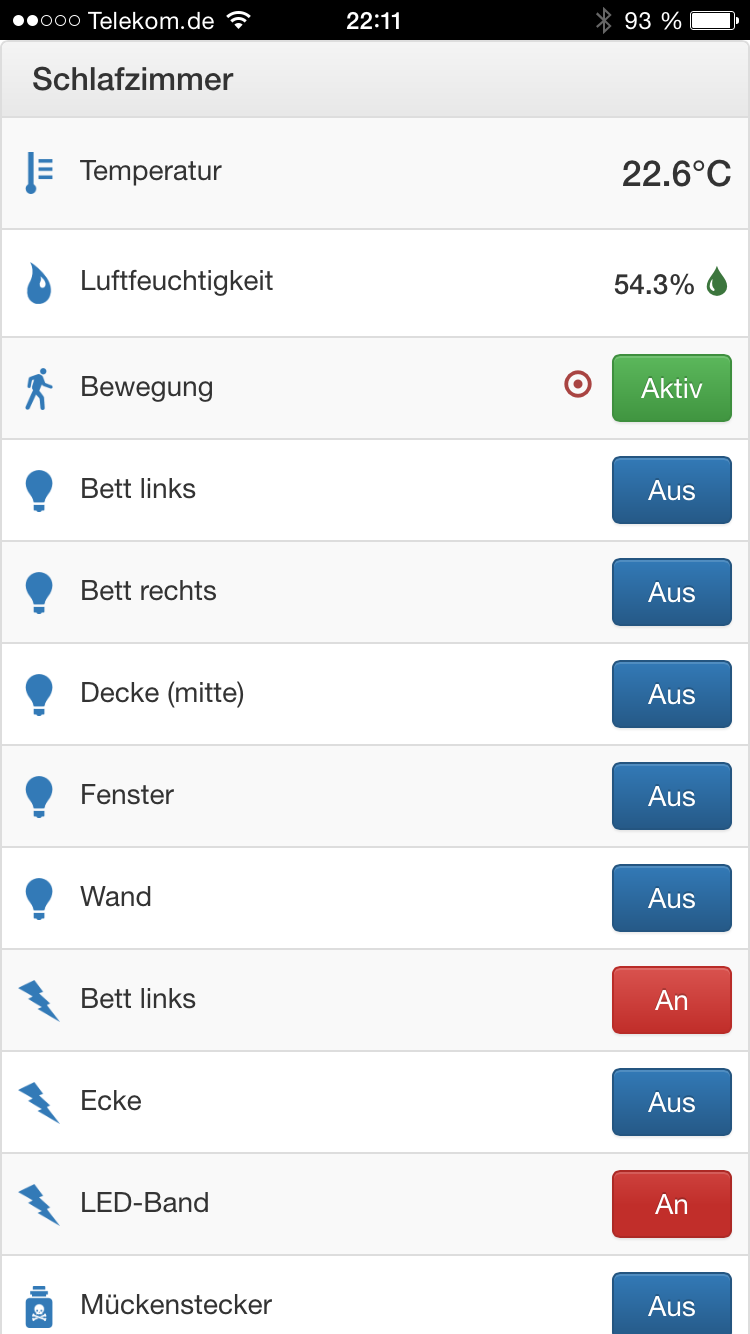 Telekom.de 22:11 93 %
Schlafzimmer
Temperatur 22.6°C
Luftfeuchtigkeit 54.3%
Bewegung Aktiv
Bett links Aus
Bett rechts Aus
Decke (mitte) Aus
Fenster Aus
Wand Aus
Bett links An
Ecke Aus
LED-Band An
Mückenstecker Aus